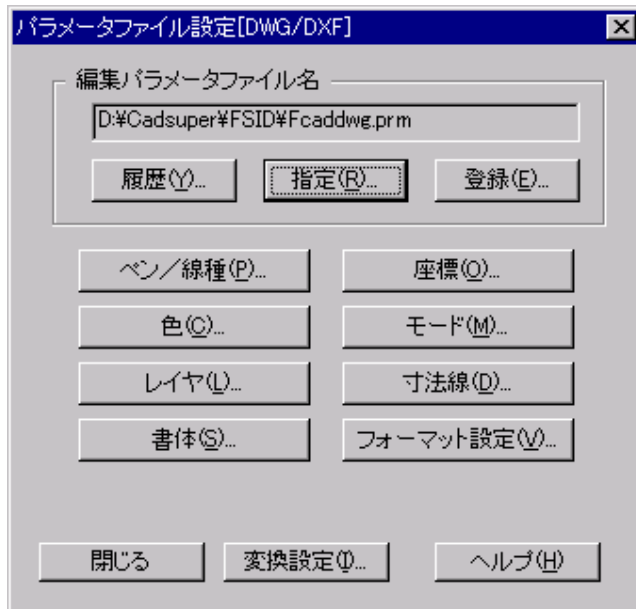 パラメータファイル設定[DWG/DXF]
編集パラメータファイル名
D:¥Cadsuper¥FSID¥Fcaddwg.prm
履歴(Y)... 指定(R)... 登録(E)...
ペン/線種(P)... 座標(O)...
色(C)... モード(M)...
レイヤ(L)... 寸法線(D)...
書体(S)... フォーマット設定(V)...
閉じる 変換設定(I)... ヘルプ(H)